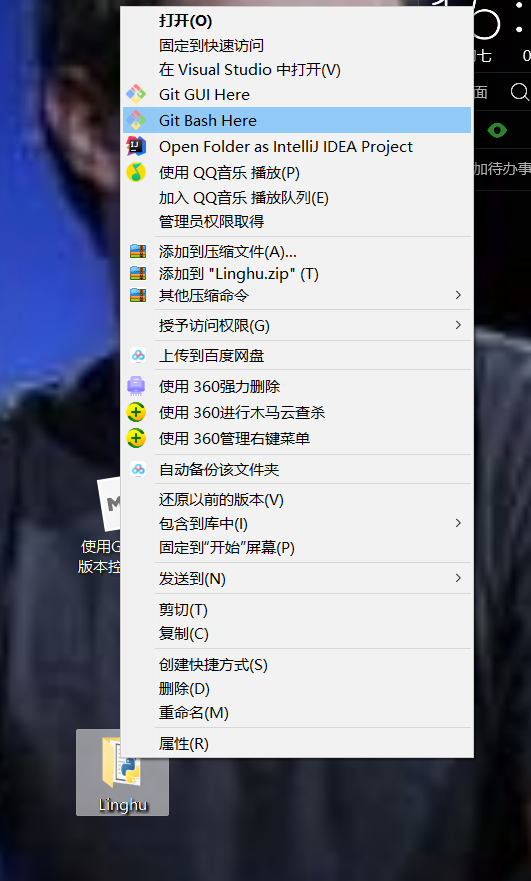 打开(O)
固定到快速访问
在 Visual Studio 中打开(V)
Git GUI Here
Git Bash Here
Open Folder as IntelliJ IDEA Project
使用 QQ音乐 播放(P)
加入 QQ音乐 播放队列(E)
管理员权限取得
添加到压缩文件(A)...
添加到 "Linghu.zip" (T)
其他压缩命令
授予访问权限(G)
上传到百度网盘
使用 360强力删除
使用 360进行木马云查杀
使用 360管理右键菜单
自动备份该文件夹
还原以前的版本(V)
包含到库中(I)
固定到“开始”屏幕(P)
发送到(N)
剪切(T)
复制(C)
创建快捷方式(S)
删除(D)
重命名(M)
属性(R)
七
面
加待办事
使用G
版本控
Linghu